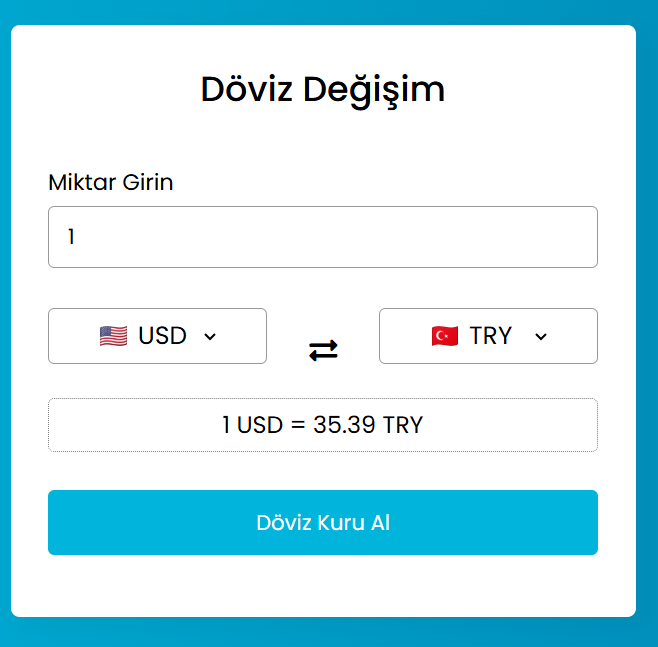 Döviz Değişim
Miktar Girin
1
USD
TRY
1 USD = 35.39 TRY
Döviz Kuru Al